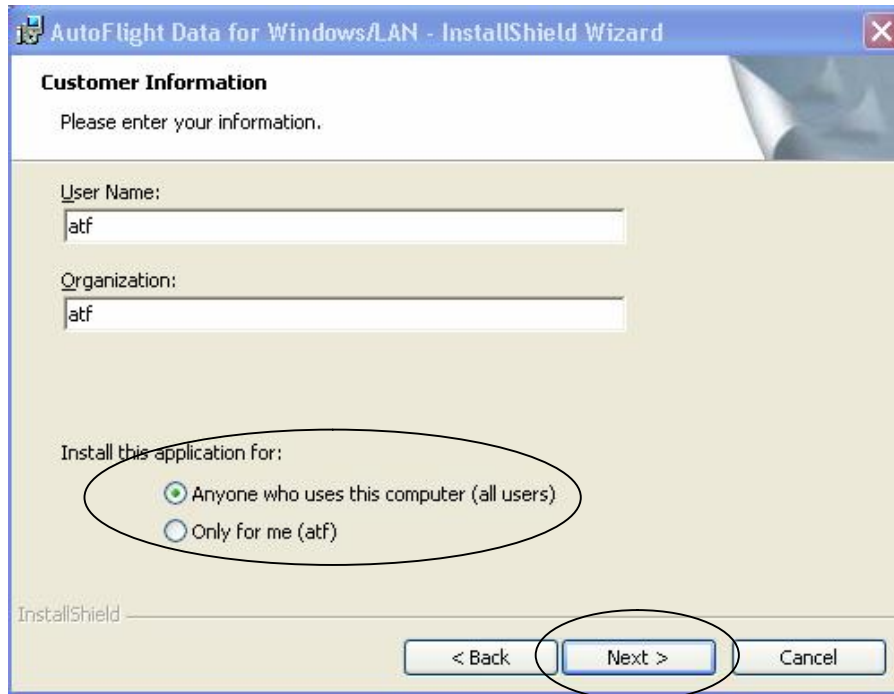 AutoFlight Data for Windows/LAN - InstallShield Wizard
Customer Information
Please enter your information.
User Name:
atf
Organization:
atf
Install this application for:
Anyone who uses this computer (all users)
Only for me (atf)
InstallShield
< Back Next > Cancel